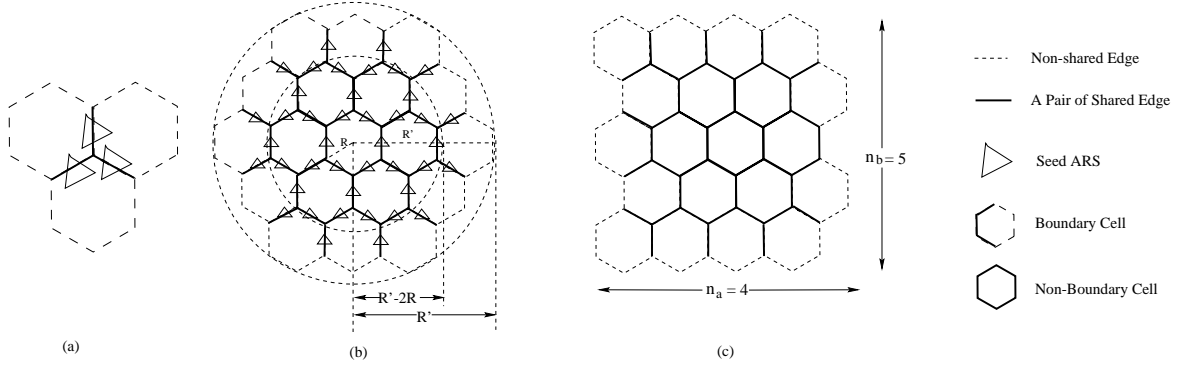 R
R'
R'-2R
R'
n_b = 5
n_a = 4
Non-shared Edge
A Pair of Shared Edge
Seed ARS
Boundary Cell
Non-Boundary Cell
(a)
(b)
(c)